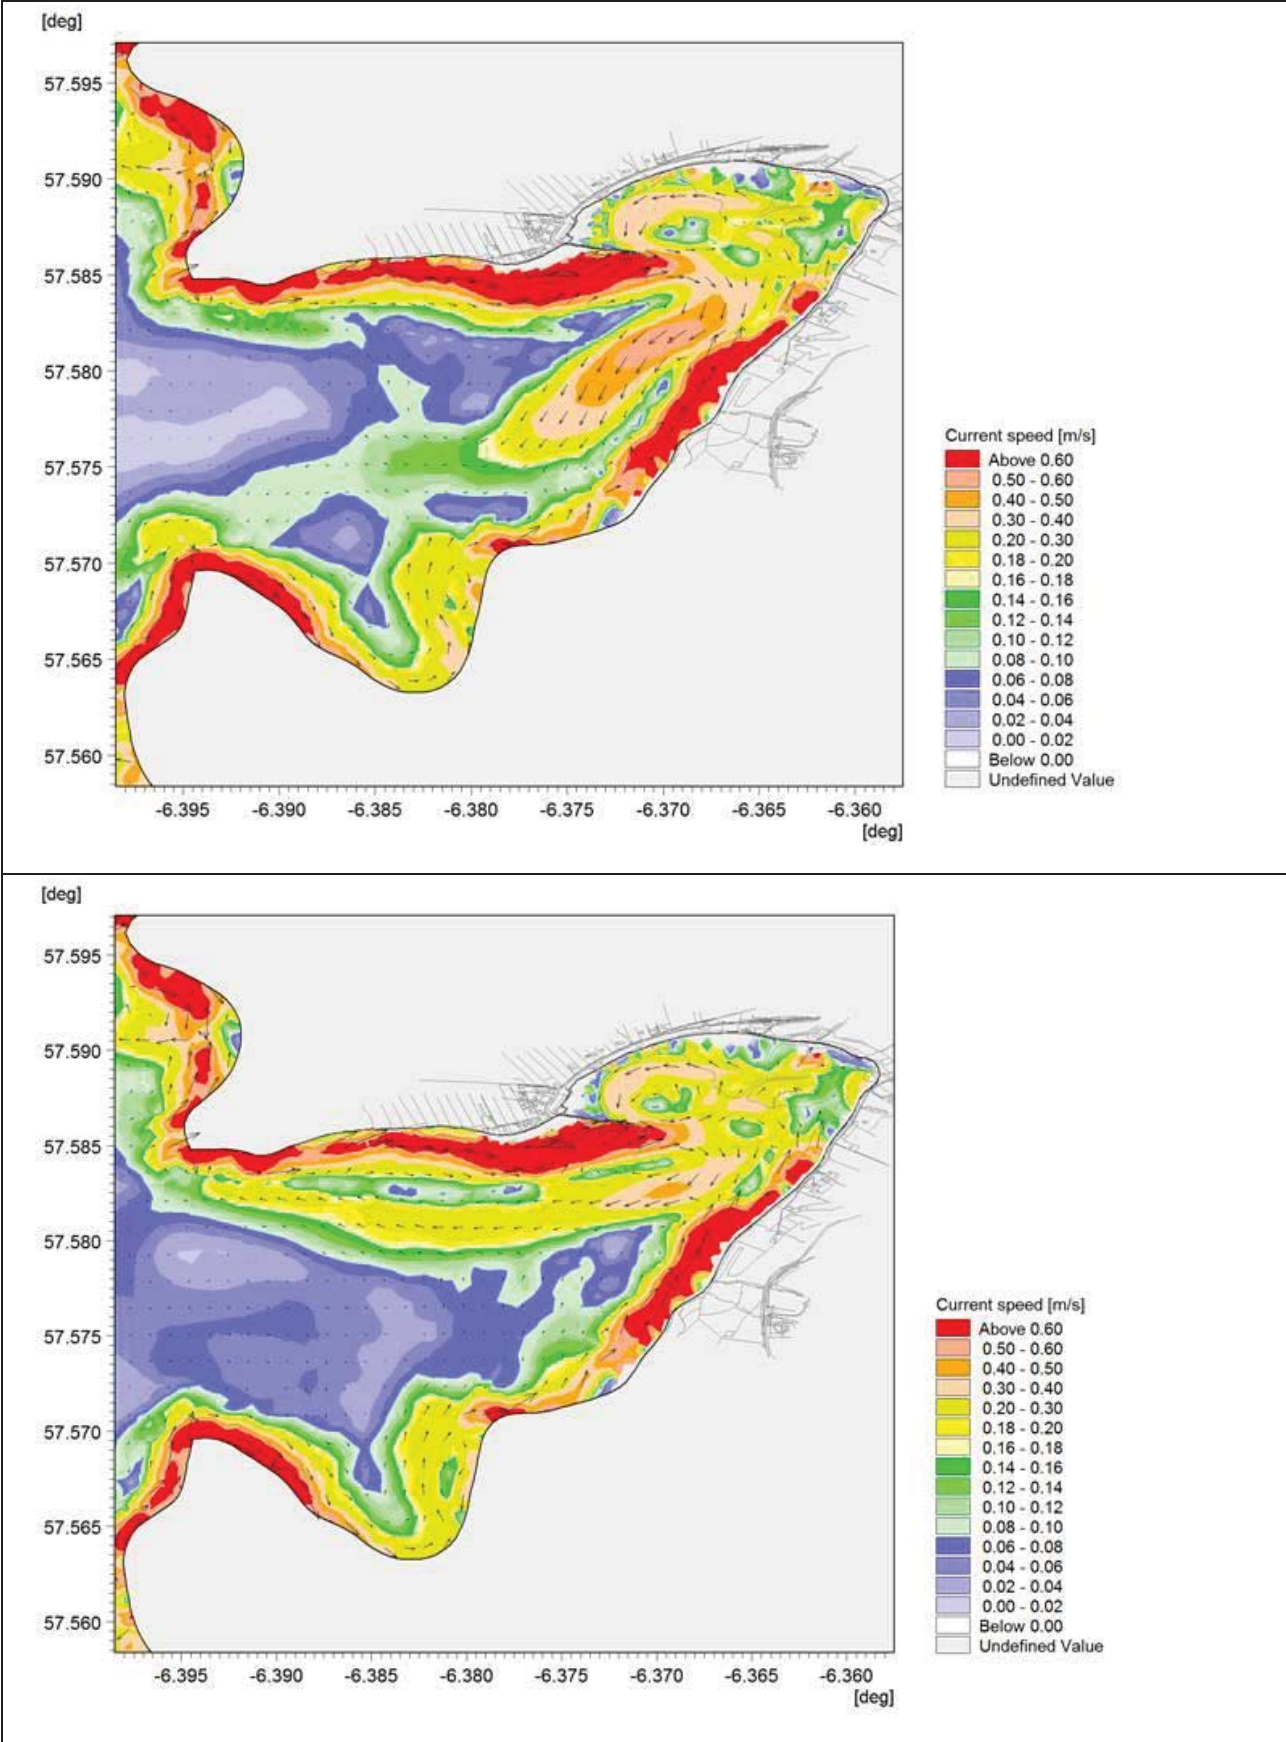 [deg]
57.595
57.590
57.585
57.580
57.575
57.570
57.565
57.560
-6.395 -6.390 -6.385 -6.380 -6.375 -6.370 -6.365 -6.360
[deg]
Current speed [m/s]
Above 0.60
0.50 - 0.60
0.40 - 0.50
0.30 - 0.40
0.20 - 0.30
0.18 - 0.20
0.16 - 0.18
0.14 - 0.16
0.12 - 0.14
0.10 - 0.12
0.08 - 0.10
0.06 - 0.08
0.04 - 0.06
0.02 - 0.04
0.00 - 0.02
Below 0.00
Undefined Value
[deg]
57.595
57.590
57.585
57.580
57.575
57.570
57.565
57.560
-6.395 -6.390 -6.385 -6.380 -6.375 -6.370 -6.365 -6.360
[deg]
Current speed [m/s]
Above 0.60
0.50 - 0.60
0.40 - 0.50
0.30 - 0.40
0.20 - 0.30
0.18 - 0.20
0.16 - 0.18
0.14 - 0.16
0.12 - 0.14
0.10 - 0.12
0.08 - 0.10
0.06 - 0.08
0.04 - 0.06
0.02 - 0.04
0.00 - 0.02
Below 0.00
Undefined Value